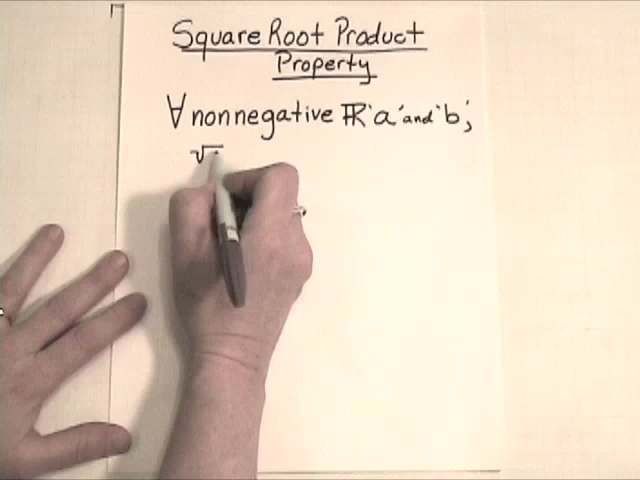 Square Root Product
Property
∀ nonnegative ℝ 'a' and 'b';
√